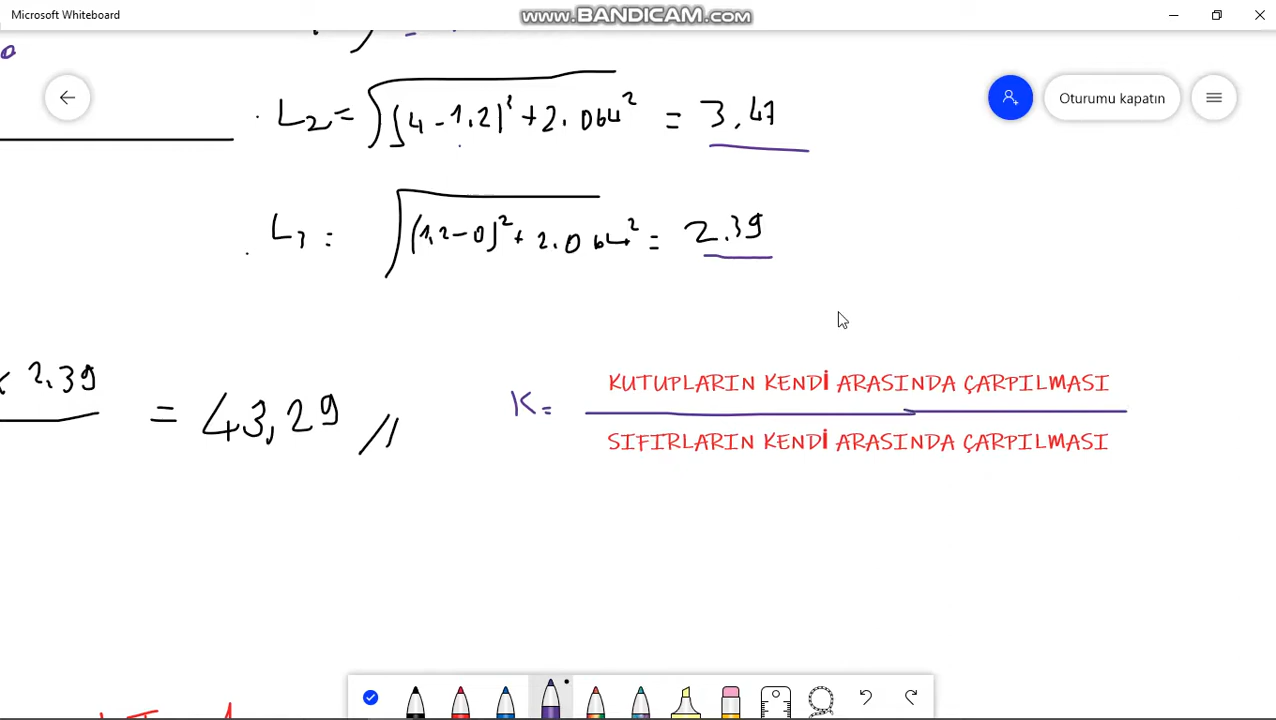 Microsoft Whiteboard
www.BANDICAM.com
Oturumu kapatın
L2 = √(4 - 1.2)² + 2.064² = 3.47
L3 = √(1.2 - 0)² + 2.064² = 2.39
2.39
= 43,29 //
K =
KUTUPLARIN KENDİ ARASINDA ÇARPILMASI
SIFIRLARIN KENDİ ARASINDA ÇARPILMASI